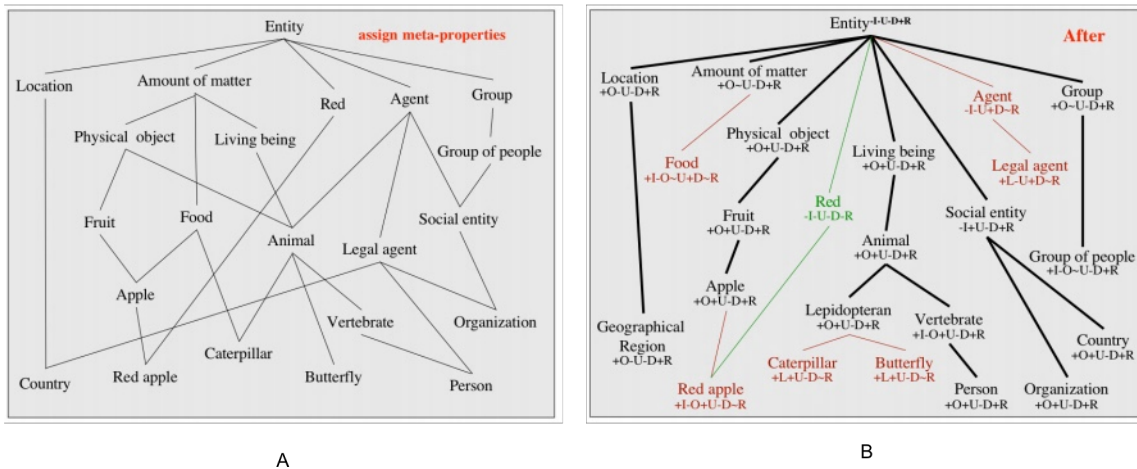 Entity
assign meta-properties
Location
Amount of matter
Red
Agent
Group
Physical object
Living being
Group of people
Fruit
Food
Animal
Legal agent
Social entity
Apple
Caterpillar
Vertebrate
Organization
Country
Red apple
Butterfly
Person
A
Entity-I-U-D+R
After
Location
+O-U-D+R
Amount of matter
+O~U-D+R
Agent
-I-U+D~R
Group
+O~U-D+R
Physical object
+O+U-D+R
Living being
+O+U-D+R
Food
+I-O~U+D~R
Legal agent
+L-U+D~R
Red
-I-U-D-R
Fruit
+O+U-D+R
Social entity
-I+U-D+R
Animal
+O+U-D+R
Group of people
+I-O~U-D+R
Apple
+O+U-D+R
Lepidopteran
+O+U-D+R
Vertebrate
+I-O+U-D+R
Geographical
Region
+O-U-D+R
Country
+O+U-D+R
Caterpillar
+L+U-D~R
Butterfly
+L+U-D~R
Red apple
+I-O+U-D~R
Person
+O+U-D+R
Organization
+O+U-D+R
B